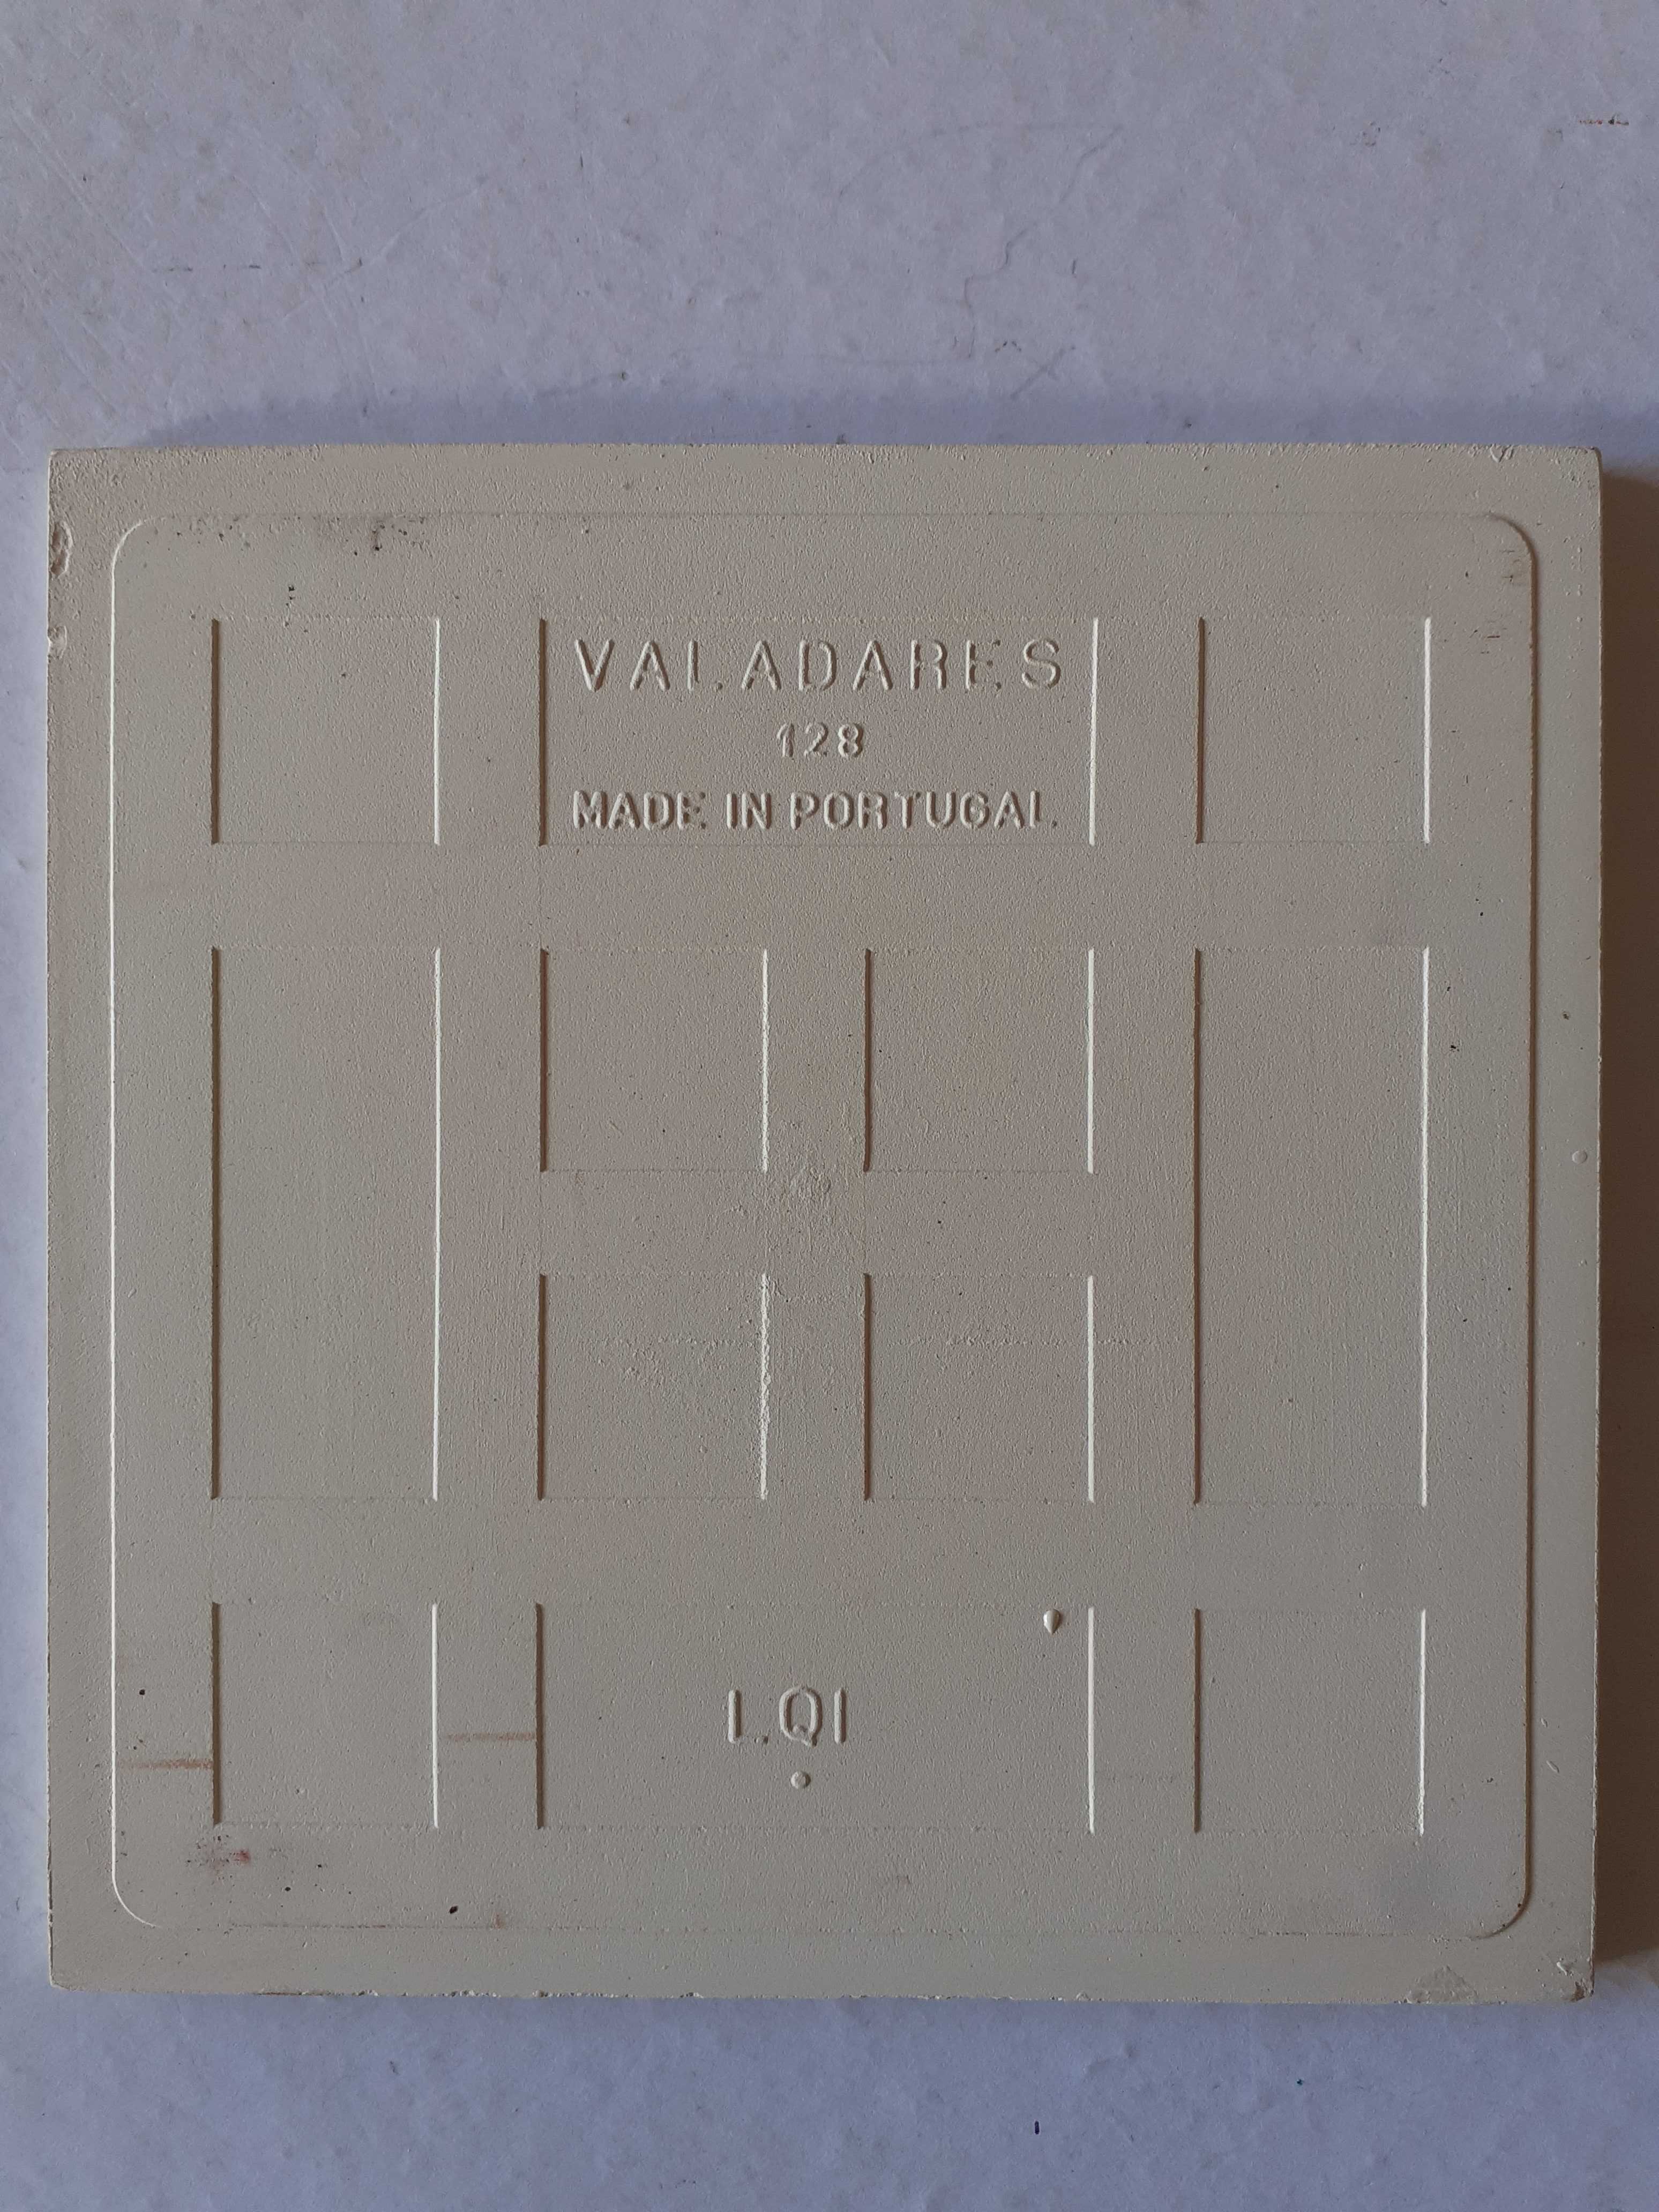 VALADARES
128
MADE IN PORTUGAL
LQI